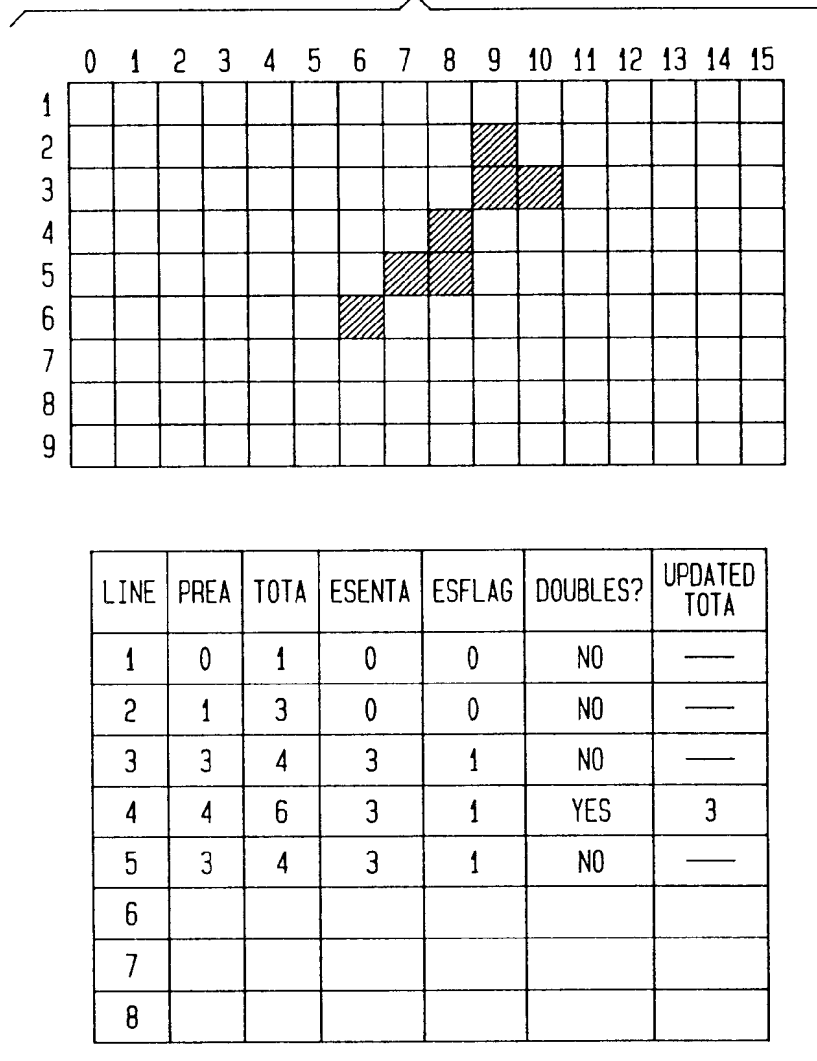 0 1 2 3 4 5 6 7 8 9 10 11 12 13 14 15
1
2
3
4
5
6
7
8
9
LINE PREA TOTA ESENTA ESFLAG DOUBLES? UPDATED TOTA
1 0 1 0 0 NO —
2 1 3 0 0 NO —
3 3 4 3 1 NO —
4 4 6 3 1 YES 3
5 3 4 3 1 NO —
6
7
8